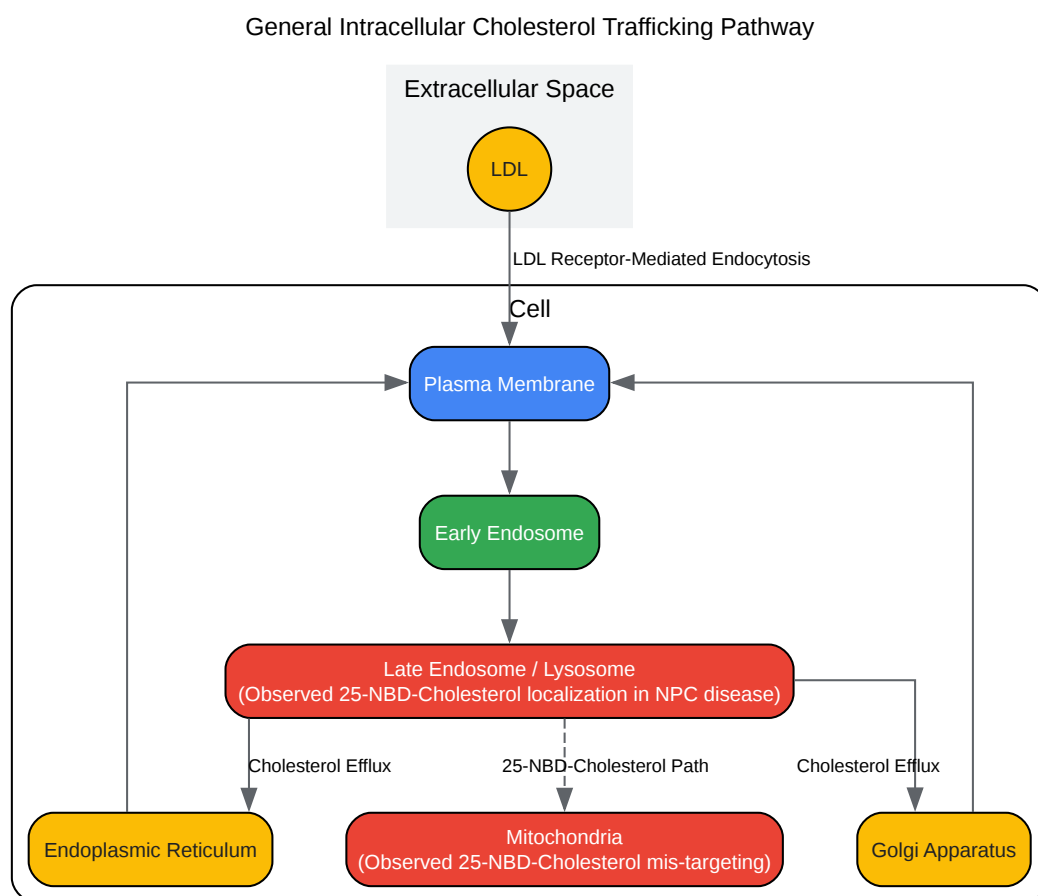 General Intracellular Cholesterol Trafficking Pathway
Extracellular Space
LDL
LDL Receptor-Mediated Endocytosis
Cell
Plasma Membrane
Early Endosome
Late Endosome / Lysosome
(Observed 25-NBD-Cholesterol localization in NPC disease)
Cholesterol Efflux
25-NBD-Cholesterol Path
Cholesterol Efflux
Endoplasmic Reticulum
Mitochondria
(Observed 25-NBD-Cholesterol mis-targeting)
Golgi Apparatus